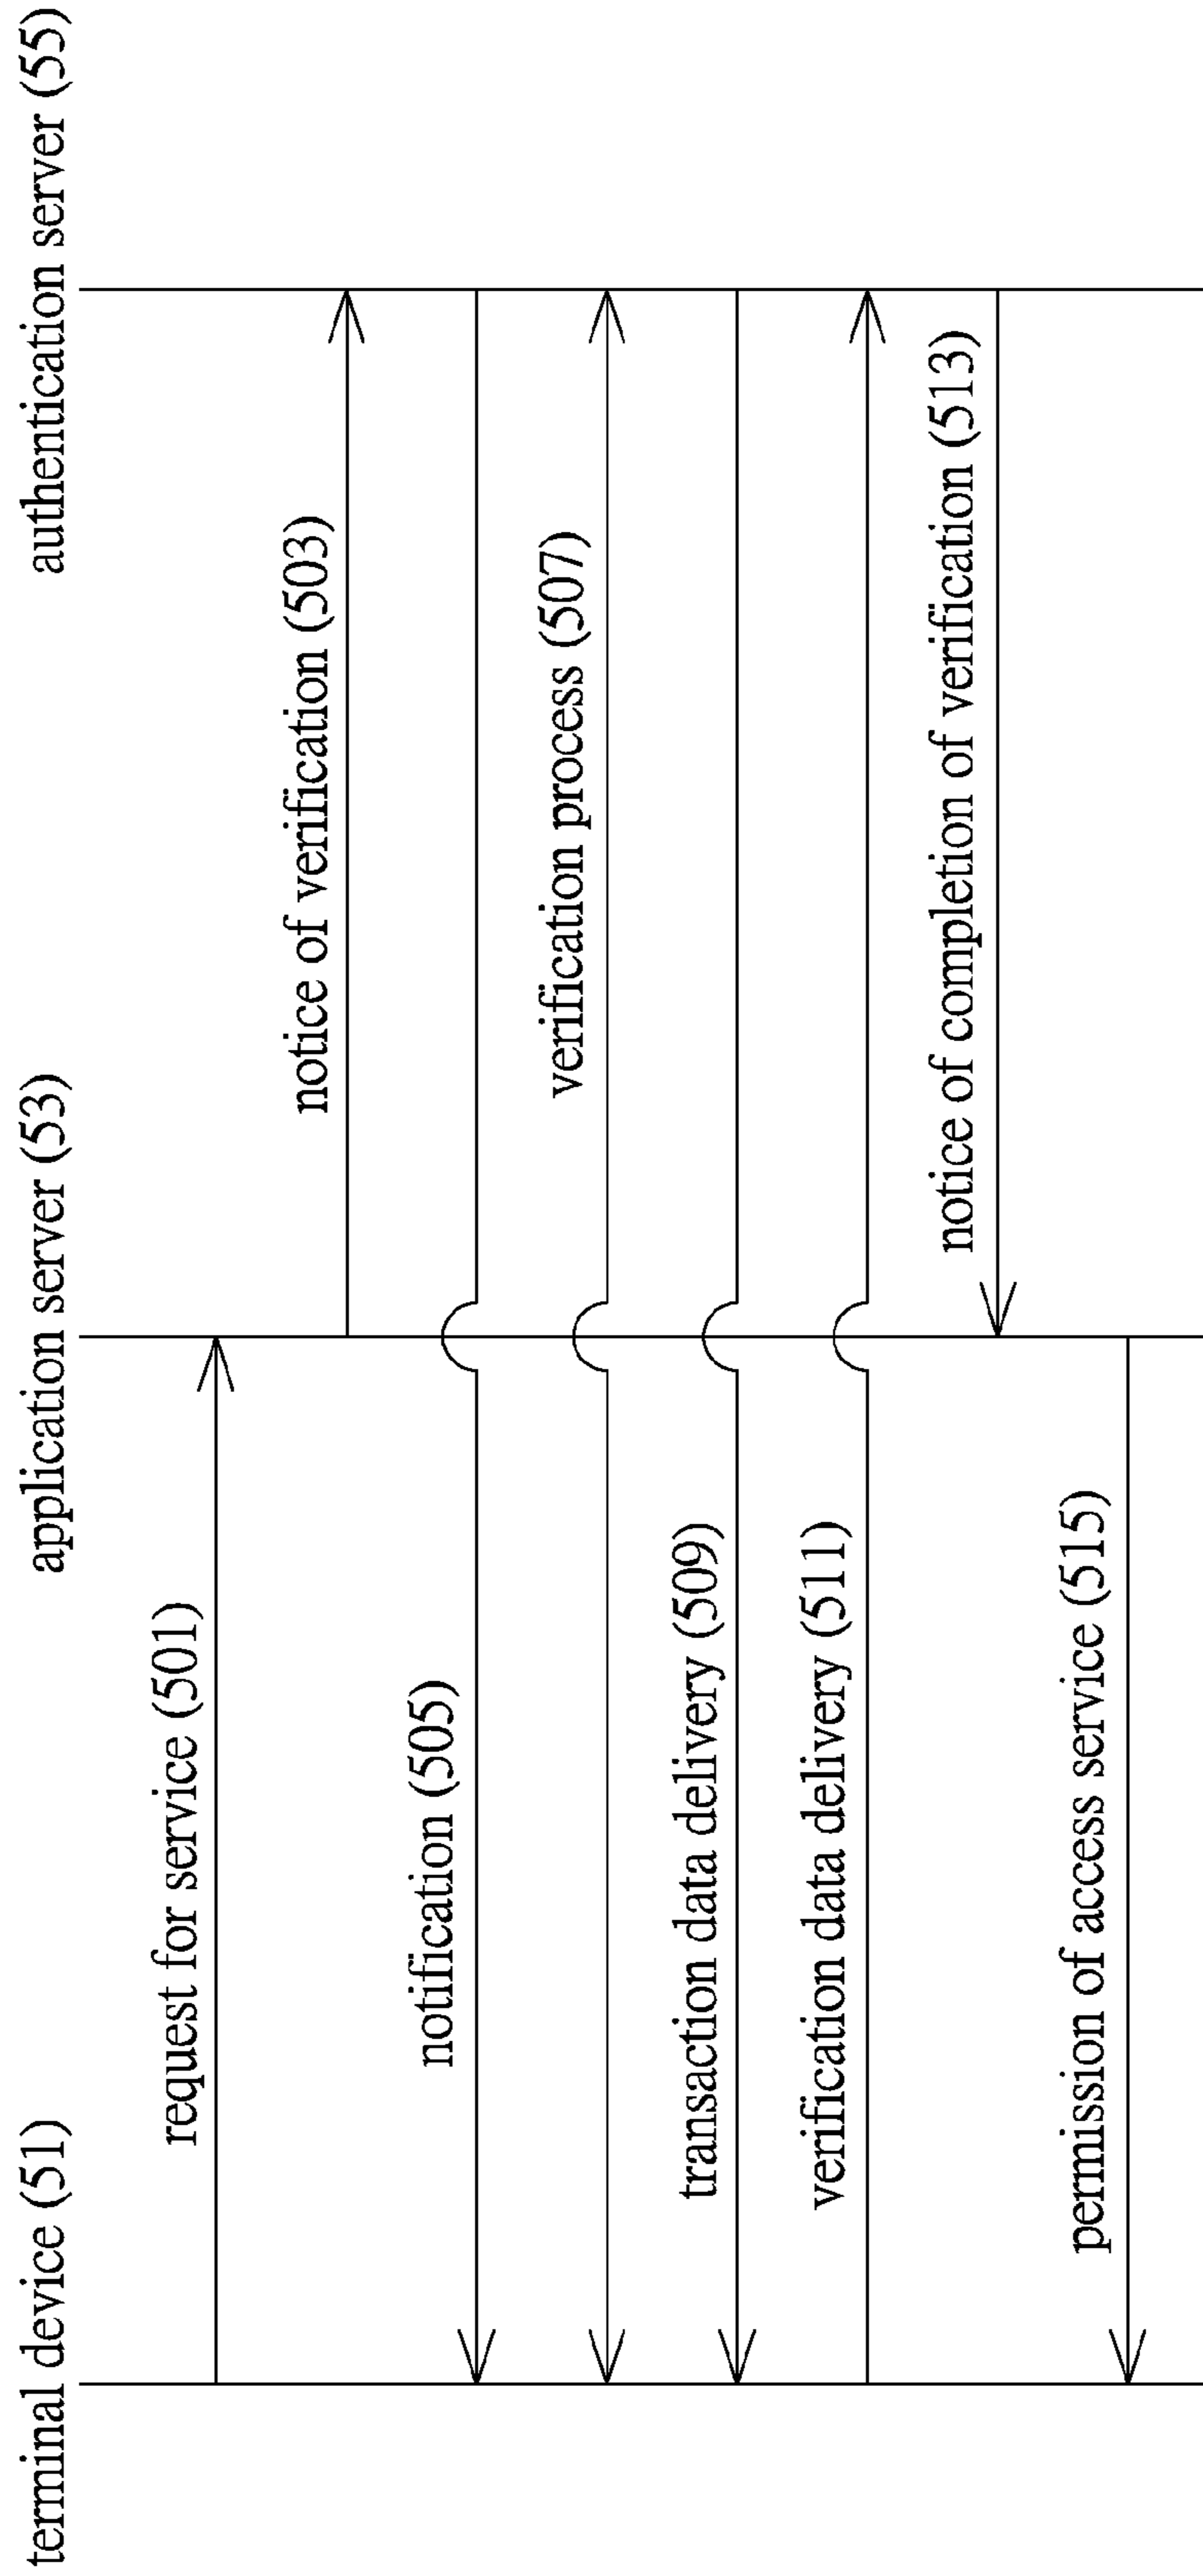 terminal device (51)
application server (53)
authentication server (55)
request for service (501)
notice of verification (503)
notification (505)
verification process (507)
transaction data delivery (509)
verification data delivery (511)
notice of completion of verification (513)
permission of access service (515)